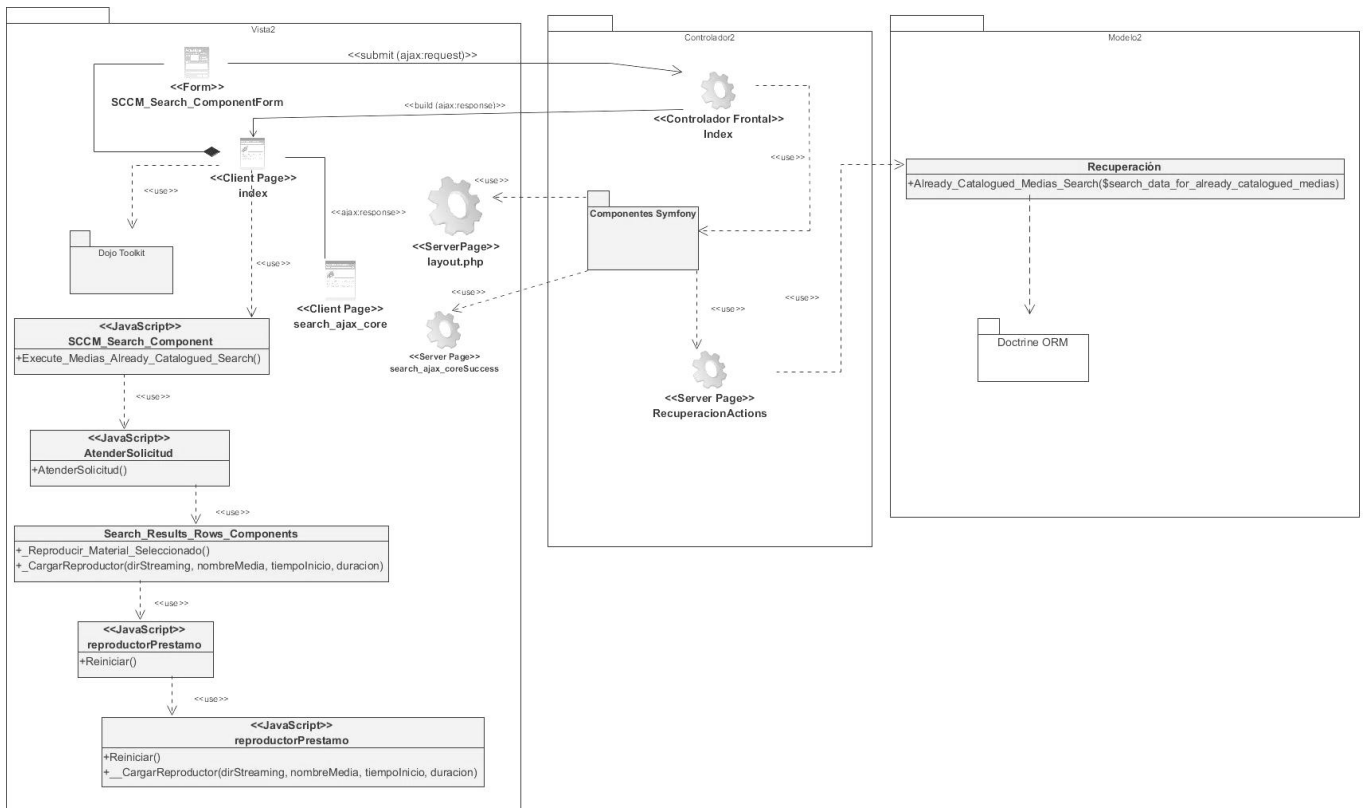 Vista2
<<Form>>
SCCM_Search_ComponentForm
<<submit (ajax:request)>>
<<build (ajax:response)>>
<<Client Page>>
index
<<use>>
Dojo Toolkit
<<use>>
<<ajax:response>>
<<Client Page>>
search_ajax_core
<<JavaScript>>
SCCM_Search_Component
+Execute_Medias_Already_Catalogued_Search()
<<use>>
<<JavaScript>>
AtenderSolicitud
+AtenderSolicitud()
<<use>>
Search_Results_Rows_Components
+_Reproducir_Material_Seleccionado()
+_CargarReproductor(dirStreaming, nombreMedia, tiempoInicio, duracion)
<<use>>
<<JavaScript>>
reproductorPrestamo
+Reiniciar()
<<use>>
<<JavaScript>>
reproductorPrestamo
+Reiniciar()
+__CargarReproductor(dirStreaming, nombreMedia, tiempoInicio, duracion)
<<ServerPage>>
layout.php
<<use>>
<<Server Page>>
search_ajax_coreSuccess
<<use>>
Controlador2
<<Controlador Frontal>>
Index
<<use>>
Componentes Symfony
<<use>>
<<Server Page>>
RecuperacionActions
<<use>>
Modelo2
Recuperación
+Already_Catalogued_Medias_Search($search_data_for_already_catalogued_medias)
Doctrine ORM